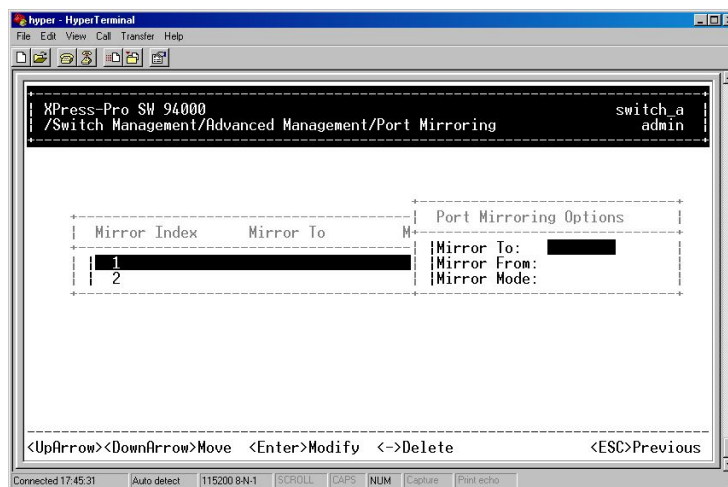 hyper - HyperTerminal
File Edit View Call Transfer Help
XPress-Pro SW 94000 switch_a
/Switch Management/Advanced Management/Port Mirroring admin
Port Mirroring Options
Mirror Index Mirror To M
Mirror To:
1 Mirror From:
2 Mirror Mode:
<UpArrow><DownArrow>Move <Enter>Modify <->Delete <ESC>Previous
Connected 17:45:31 Auto detect 115200 8-N-1 SCROLL CAPS NUM Capture Print echo